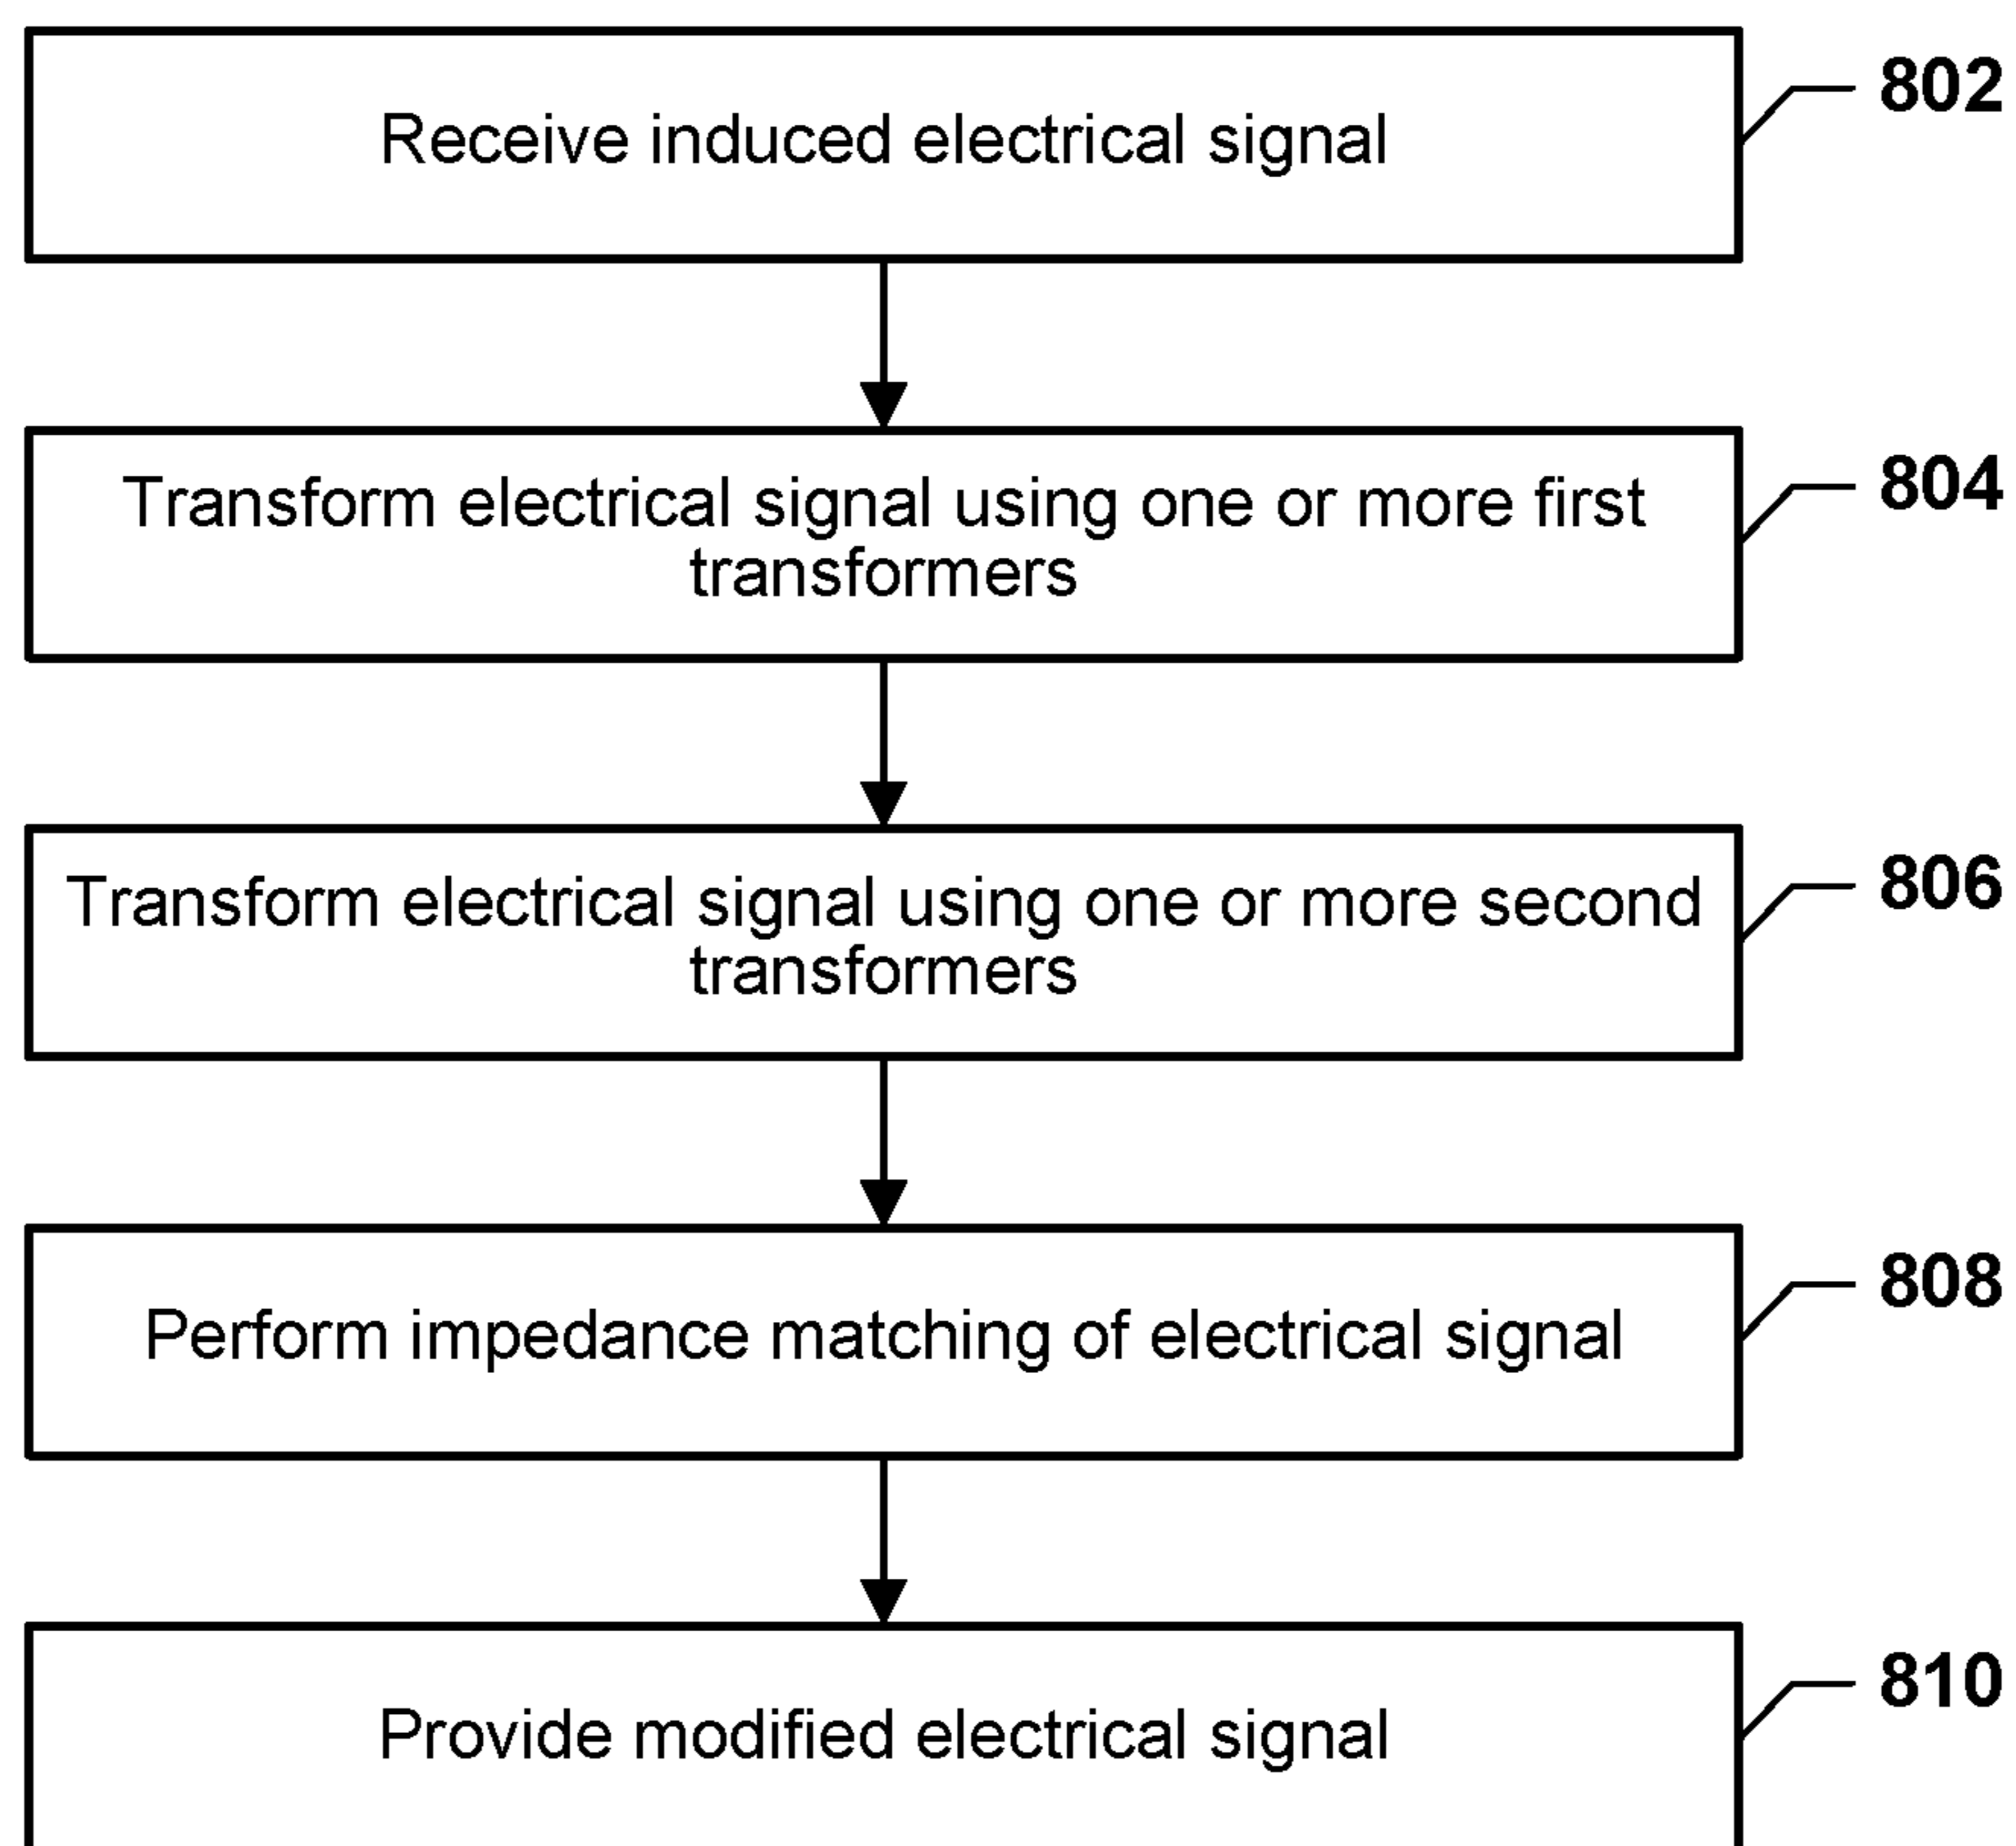 Receive induced electrical signal
802
Transform electrical signal using one or more first
transformers
804
Transform electrical signal using one or more second
transformers
806
Perform impedance matching of electrical signal
808
Provide modified electrical signal
810